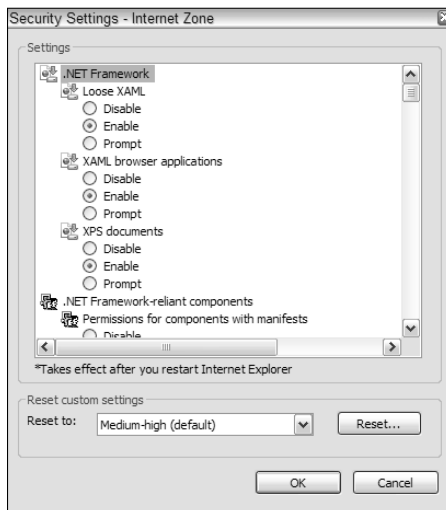 Security Settings - Internet Zone
Settings
.NET Framework
Loose XAML
Disable
Enable
Prompt
XAML browser applications
Disable
Enable
Prompt
XPS documents
Disable
Enable
Prompt
.NET Framework-reliant components
Permissions for components with manifests
Disable
*Takes effect after you restart Internet Explorer
Reset custom settings
Reset to:
Medium-high (default)
Reset...
OK
Cancel